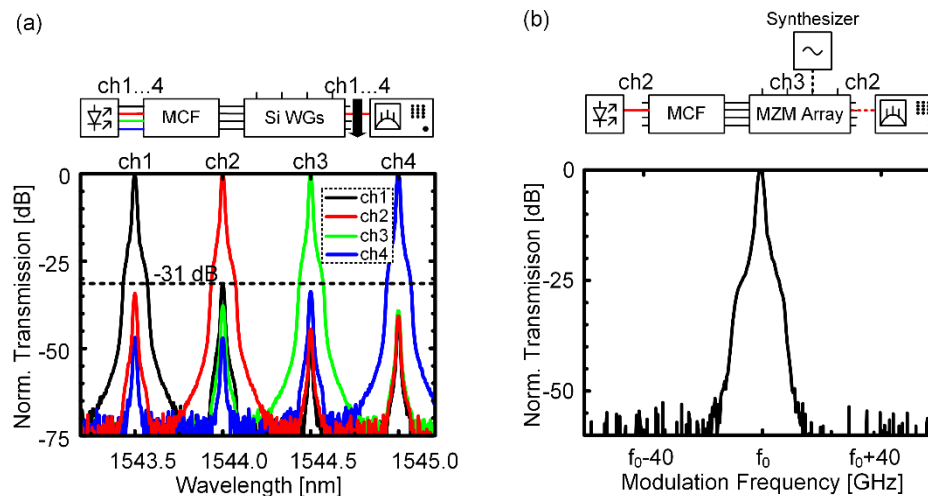 (a)
ch1...4
ch1...4
MCF
Si WGs
ch1
ch2
ch3
ch4
0
-25
-50
-75
Norm. Transmission [dB]
ch1
ch2
ch3
ch4
-31 dB
1543.5
1544.0
1544.5
1545.0
Wavelength [nm]
(b)
Synthesizer
ch2
ch3
ch2
MCF
MZM Array
0
-25
-50
Norm. Transmisison [dB]
f₀-40
f₀
f₀+40
Modulation Frequency [GHz]